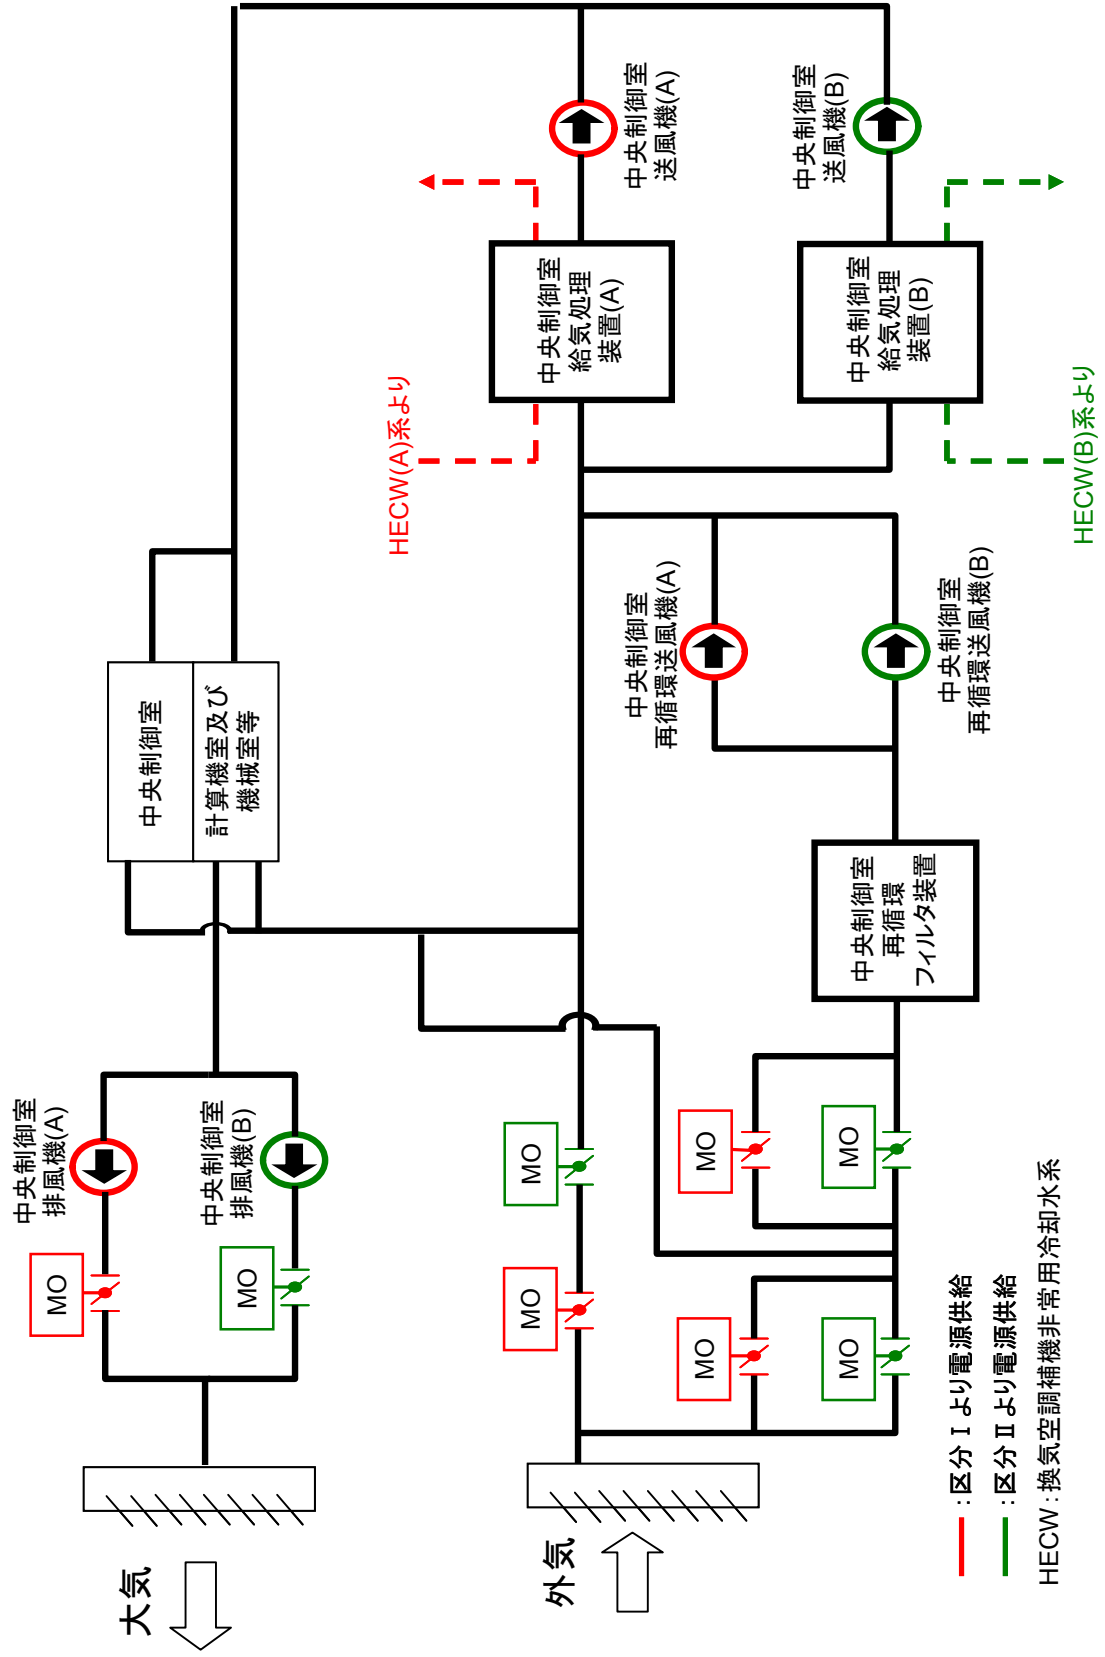 大気
外気
MO
MO
中央制御室
排風機(A)
中央制御室
排風機(B)
中央制御室
計算機室及び
機械室等
MO
MO
MO
MO
MO
MO
中央制御室
再循環
フィルタ装置
中央制御室
再循環送風機(A)
中央制御室
再循環送風機(B)
HECW(A)系より
HECW(B)系より
中央制御室
給気処理
装置(A)
中央制御室
給気処理
装置(B)
中央制御室
送風機(A)
中央制御室
送風機(B)
：区分Ⅰより電源供給
：区分Ⅱより電源供給
HECW：換気空調補機非常用冷却水系